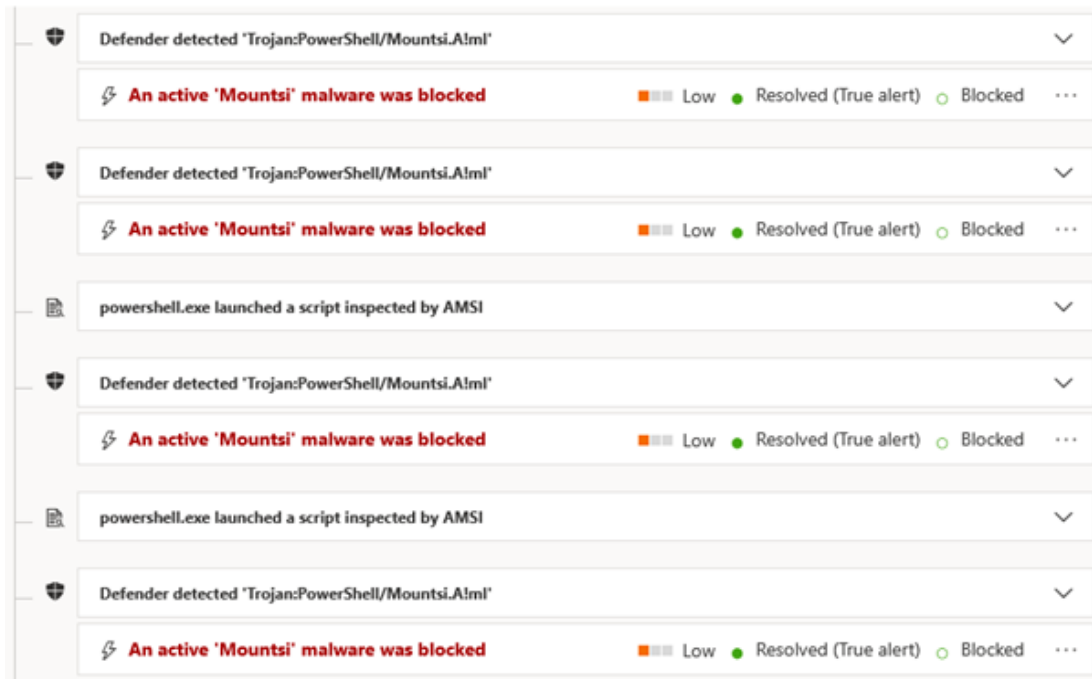 Defender detected 'Trojan:PowerShell/Mountsi.A!ml'
An active 'Mountsi' malware was blocked Low Resolved (True alert) Blocked ...
Defender detected 'Trojan:PowerShell/Mountsi.A!ml'
An active 'Mountsi' malware was blocked Low Resolved (True alert) Blocked ...
powershell.exe launched a script inspected by AMSI
Defender detected 'Trojan:PowerShell/Mountsi.A!ml'
An active 'Mountsi' malware was blocked Low Resolved (True alert) Blocked ...
powershell.exe launched a script inspected by AMSI
Defender detected 'Trojan:PowerShell/Mountsi.A!ml'
An active 'Mountsi' malware was blocked Low Resolved (True alert) Blocked ...